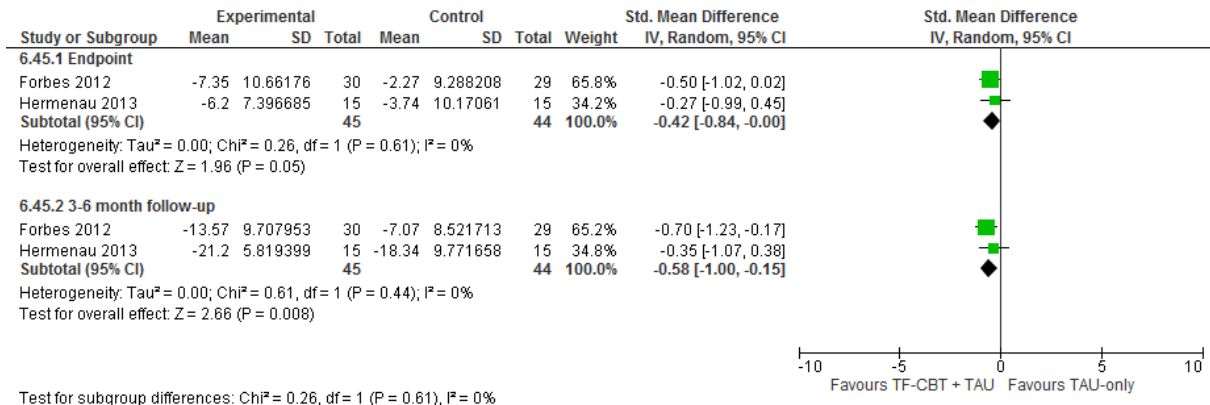 Experimental Control Std. Mean Difference Std. Mean Difference
Study or Subgroup Mean SD Total Mean SD Total Weight IV, Random, 95% CI IV, Random, 95% CI
6.45.1 Endpoint
Forbes 2012 -7.35 10.66176 30 -2.27 9.288208 29 65.8% -0.50 [-1.02, 0.02]
Hermenau 2013 -6.2 7.396685 15 -3.74 10.17061 15 34.2% -0.27 [-0.99, 0.45]
Subtotal (95% CI) 45 44 100.0% -0.42 [-0.84, -0.00]
Heterogeneity: Tau² = 0.00; Chi² = 0.26, df = 1 (P = 0.61); I² = 0%
Test for overall effect: Z = 1.96 (P = 0.05)
6.45.2 3-6 month follow-up
Forbes 2012 -13.57 9.707953 30 -7.07 8.521713 29 65.2% -0.70 [-1.23, -0.17]
Hermenau 2013 -21.2 5.819399 15 -18.34 9.771658 15 34.8% -0.35 [-1.07, 0.38]
Subtotal (95% CI) 45 44 100.0% -0.58 [-1.00, -0.15]
Heterogeneity: Tau² = 0.00; Chi² = 0.61, df = 1 (P = 0.44); I² = 0%
Test for overall effect: Z = 2.66 (P = 0.008)
-10 -5 0 5 10
Favours TF-CBT + TAU Favours TAU-only
Test for subgroup differences: Chi² = 0.26, df = 1 (P = 0.61), I² = 0%